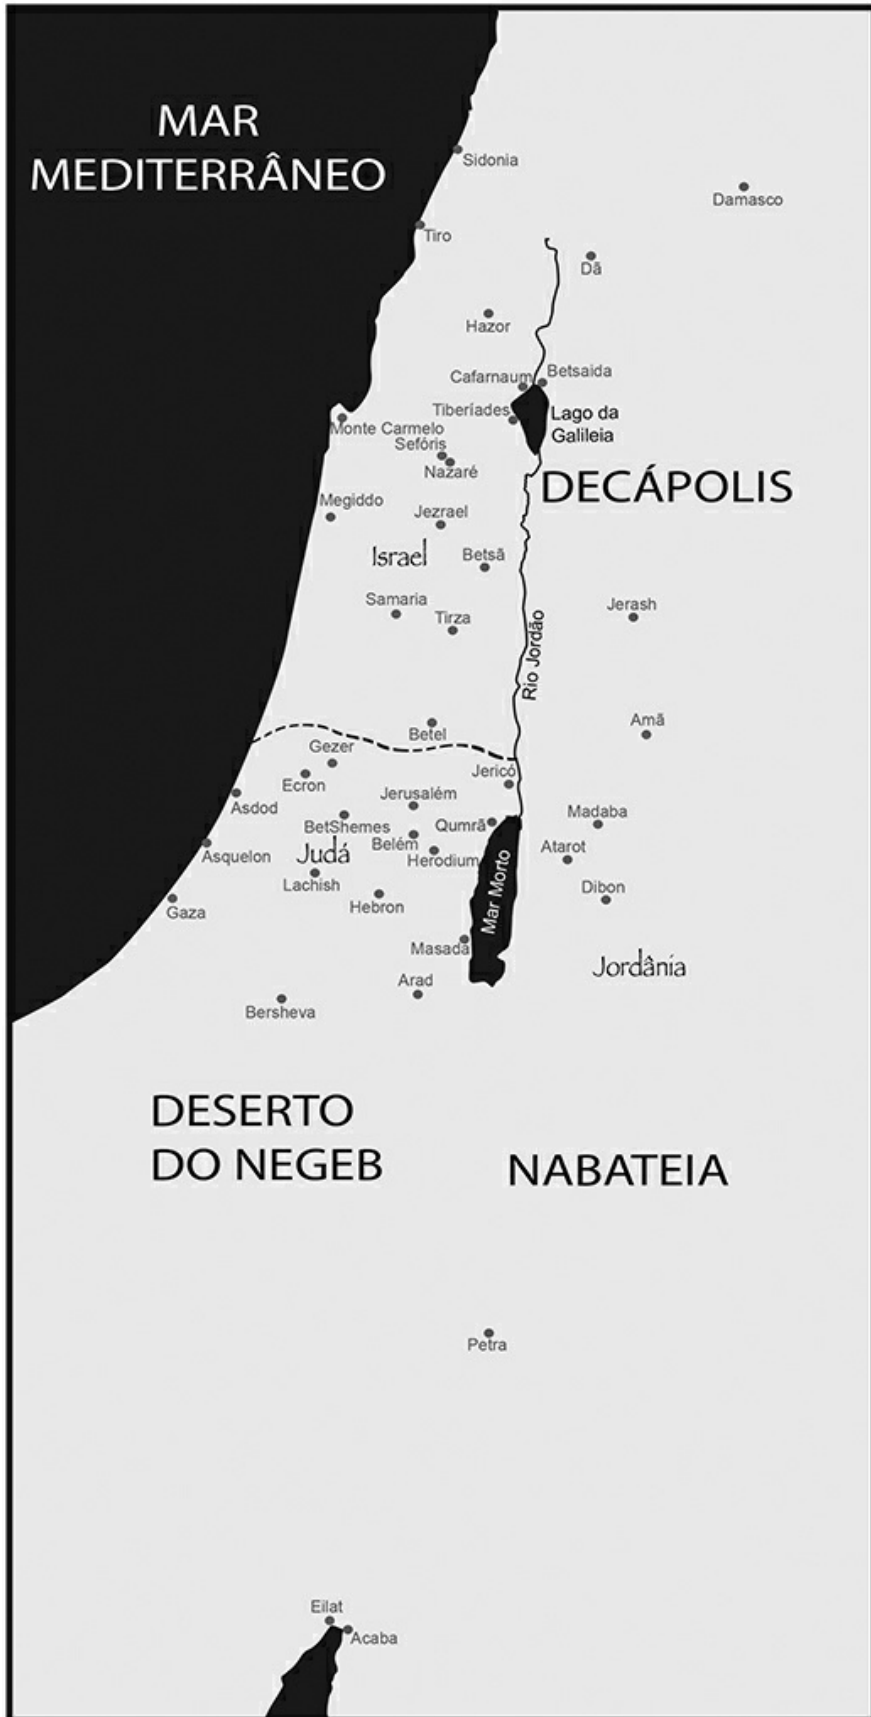 MAR
MEDITERRÂNEO
Sidonia
Damasco
Tiro
Dã
Hazor
Cafarnaum
Betsaida
Tiberíades
Lago da
Galileia
Monte Carmelo
Sefóris
Nazaré
DECÁPOLIS
Megiddo
Jezrael
Israel
Betsã
Samaria
Tirza
Jerash
Rio Jordão
Betel
Amã
Gezer
Ecron
Jericó
Asdod
Jerusalém
BetShemes
Qumrã
Madaba
Belém
Atarot
Asquelon
Judá
Herodium
Lachish
Mar Morto
Dibon
Hebron
Gaza
Masada
Jordânia
Arad
Bersheva
DESERTO
DO NEGEB
NABATEIA
Petra
Eilat
Acaba